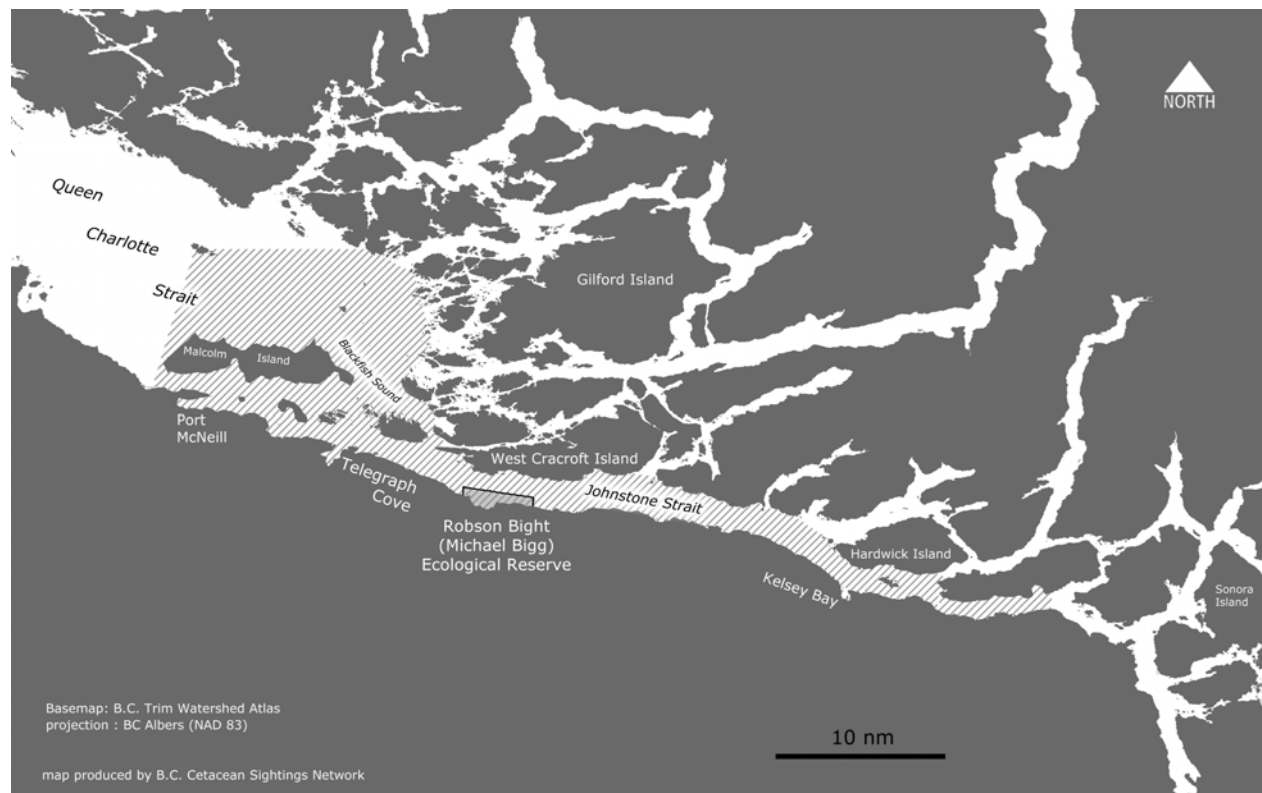 NORTH
Queen
Charlotte
Strait
Gilford Island
Malcolm Island
Blackfish Sound
Port
McNeill
West Cracroft Island
Telegraph
Cove
Johnstone Strait
Robson Bight
(Michael Bigg)
Ecological Reserve
Hardwick Island
Kelsey Bay
Sonora
Island
Basemap: B.C. Trim Watershed Atlas
projection : BC Albers (NAD 83)
10 nm
map produced by B.C. Cetacean Sightings Network